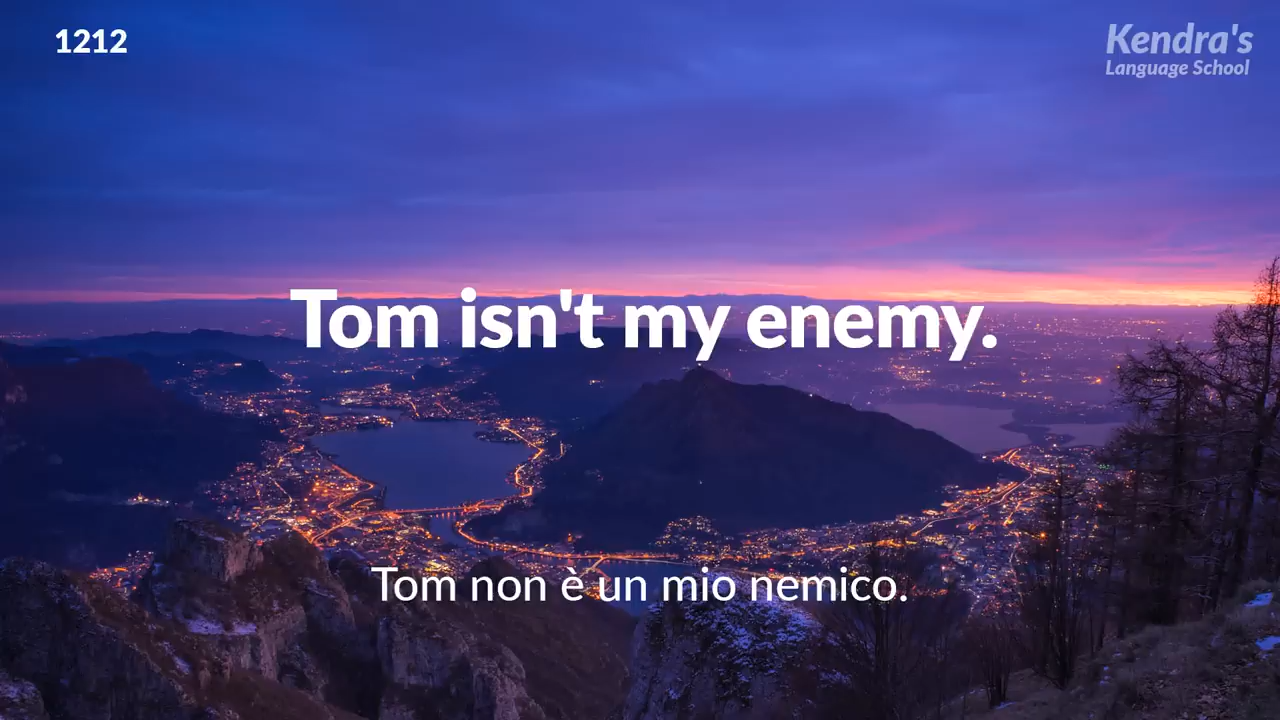 1212
Kendra's
Language School
Tom isn't my enemy.
Tom non è un mio nemico.